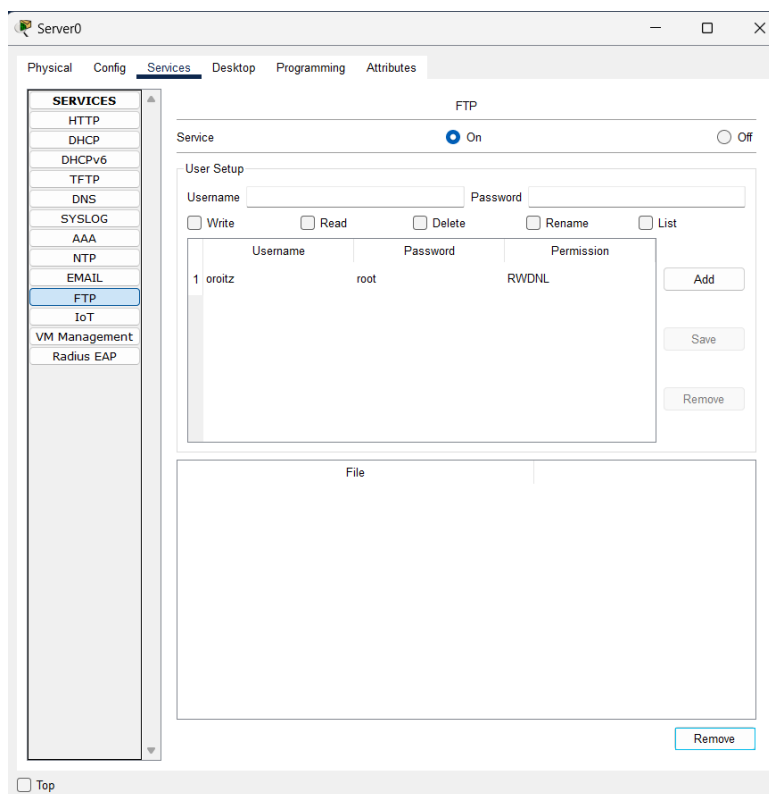 Server0
Physical Config Services Desktop Programming Attributes
SERVICES
HTTP
DHCP
DHCPv6
TFTP
DNS
SYSLOG
AAA
NTP
EMAIL
FTP
IoT
VM Management
Radius EAP
FTP
Service On Off
User Setup
Username Password
Write Read Delete Rename List
Username Password Permission
1 oroitz root RWDNL
Add
Save
Remove
File
Remove
Top